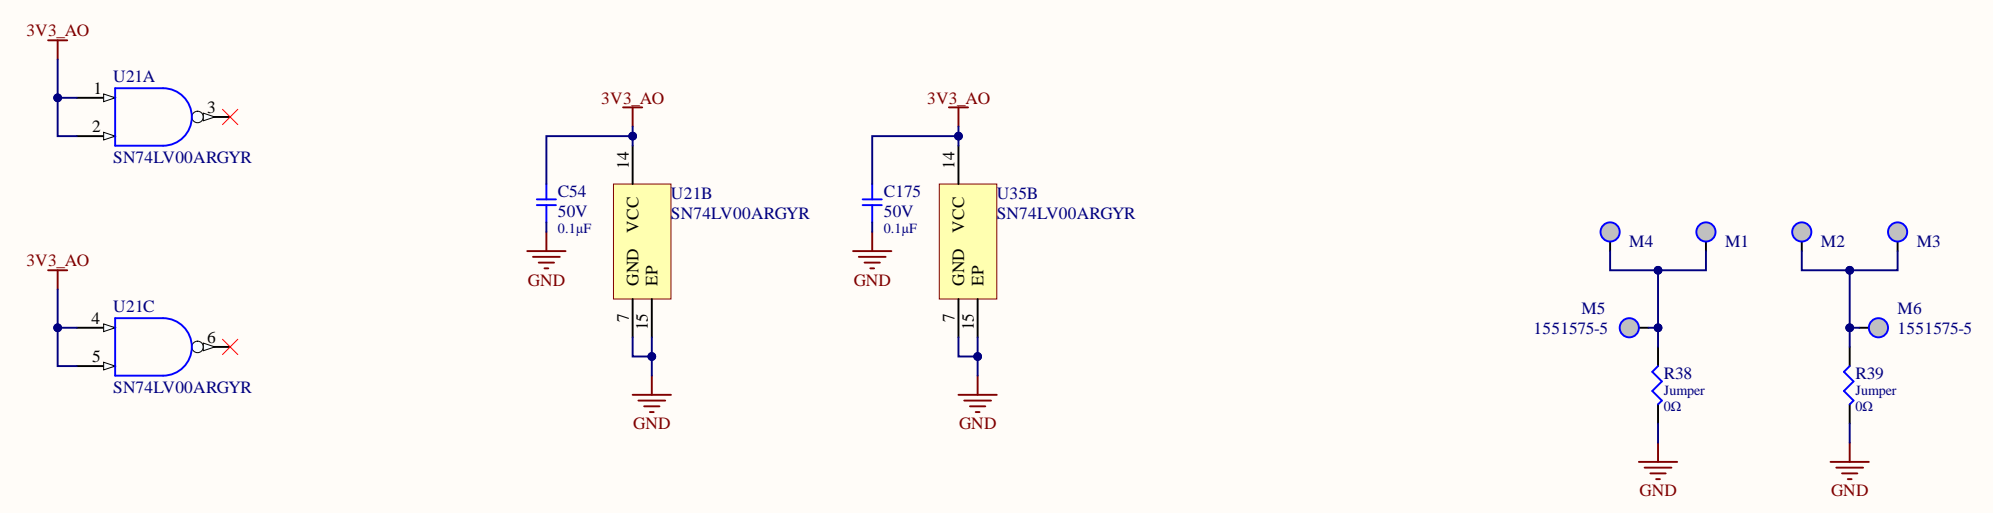 3V3_AO
U21A
1
2
3
SN74LV00ARGYR
3V3_AO
U21C
4
5
6
SN74LV00ARGYR
3V3_AO
14
C54
50V
0.1µF
GND
U21B
SN74LV00ARGYR
VCC
GND
EP
7
15
GND
3V3_AO
14
C175
50V
0.1µF
GND
U35B
SN74LV00ARGYR
VCC
GND
EP
7
15
GND
M4
M1
M5
1551575-5
R38
Jumper
0Ω
GND
M2
M3
M6
1551575-5
R39
Jumper
0Ω
GND